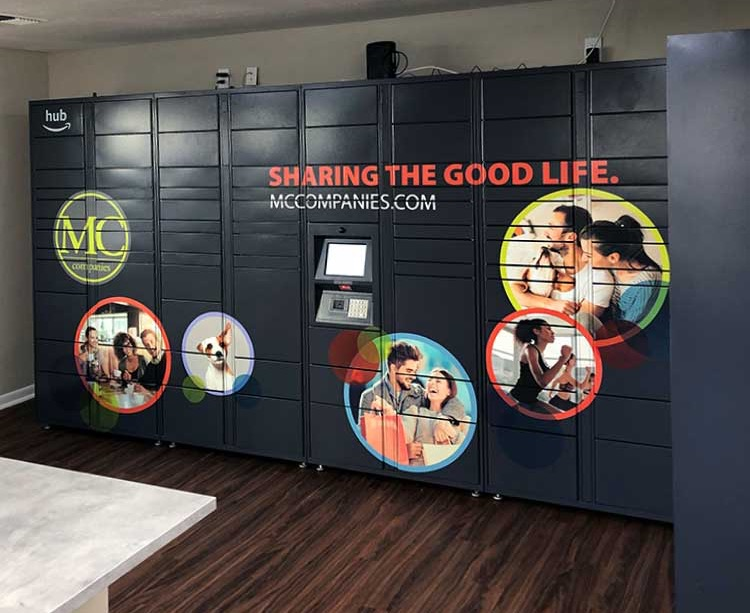 hub
SHARING THE GOOD LIFE.
MCCOMPANIES.COM
MC
companies